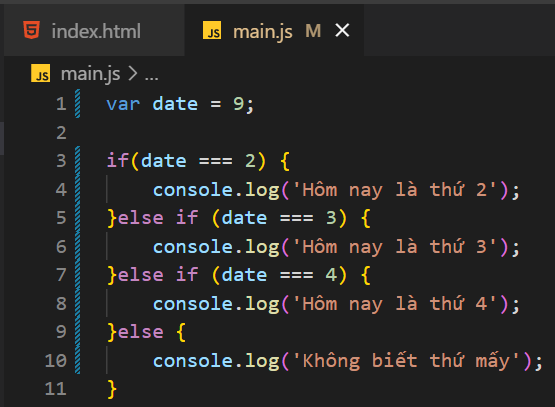 index.html
main.js M
JS main.js > ...
1 var date = 9;
2
3 if(date === 2) {
4     console.log('Hôm nay là thứ 2');
5 }else if (date === 3) {
6     console.log('Hôm nay là thứ 3');
7 }else if (date === 4) {
8     console.log('Hôm nay là thứ 4');
9 }else {
10     console.log('Không biết thứ mấy');
11 }